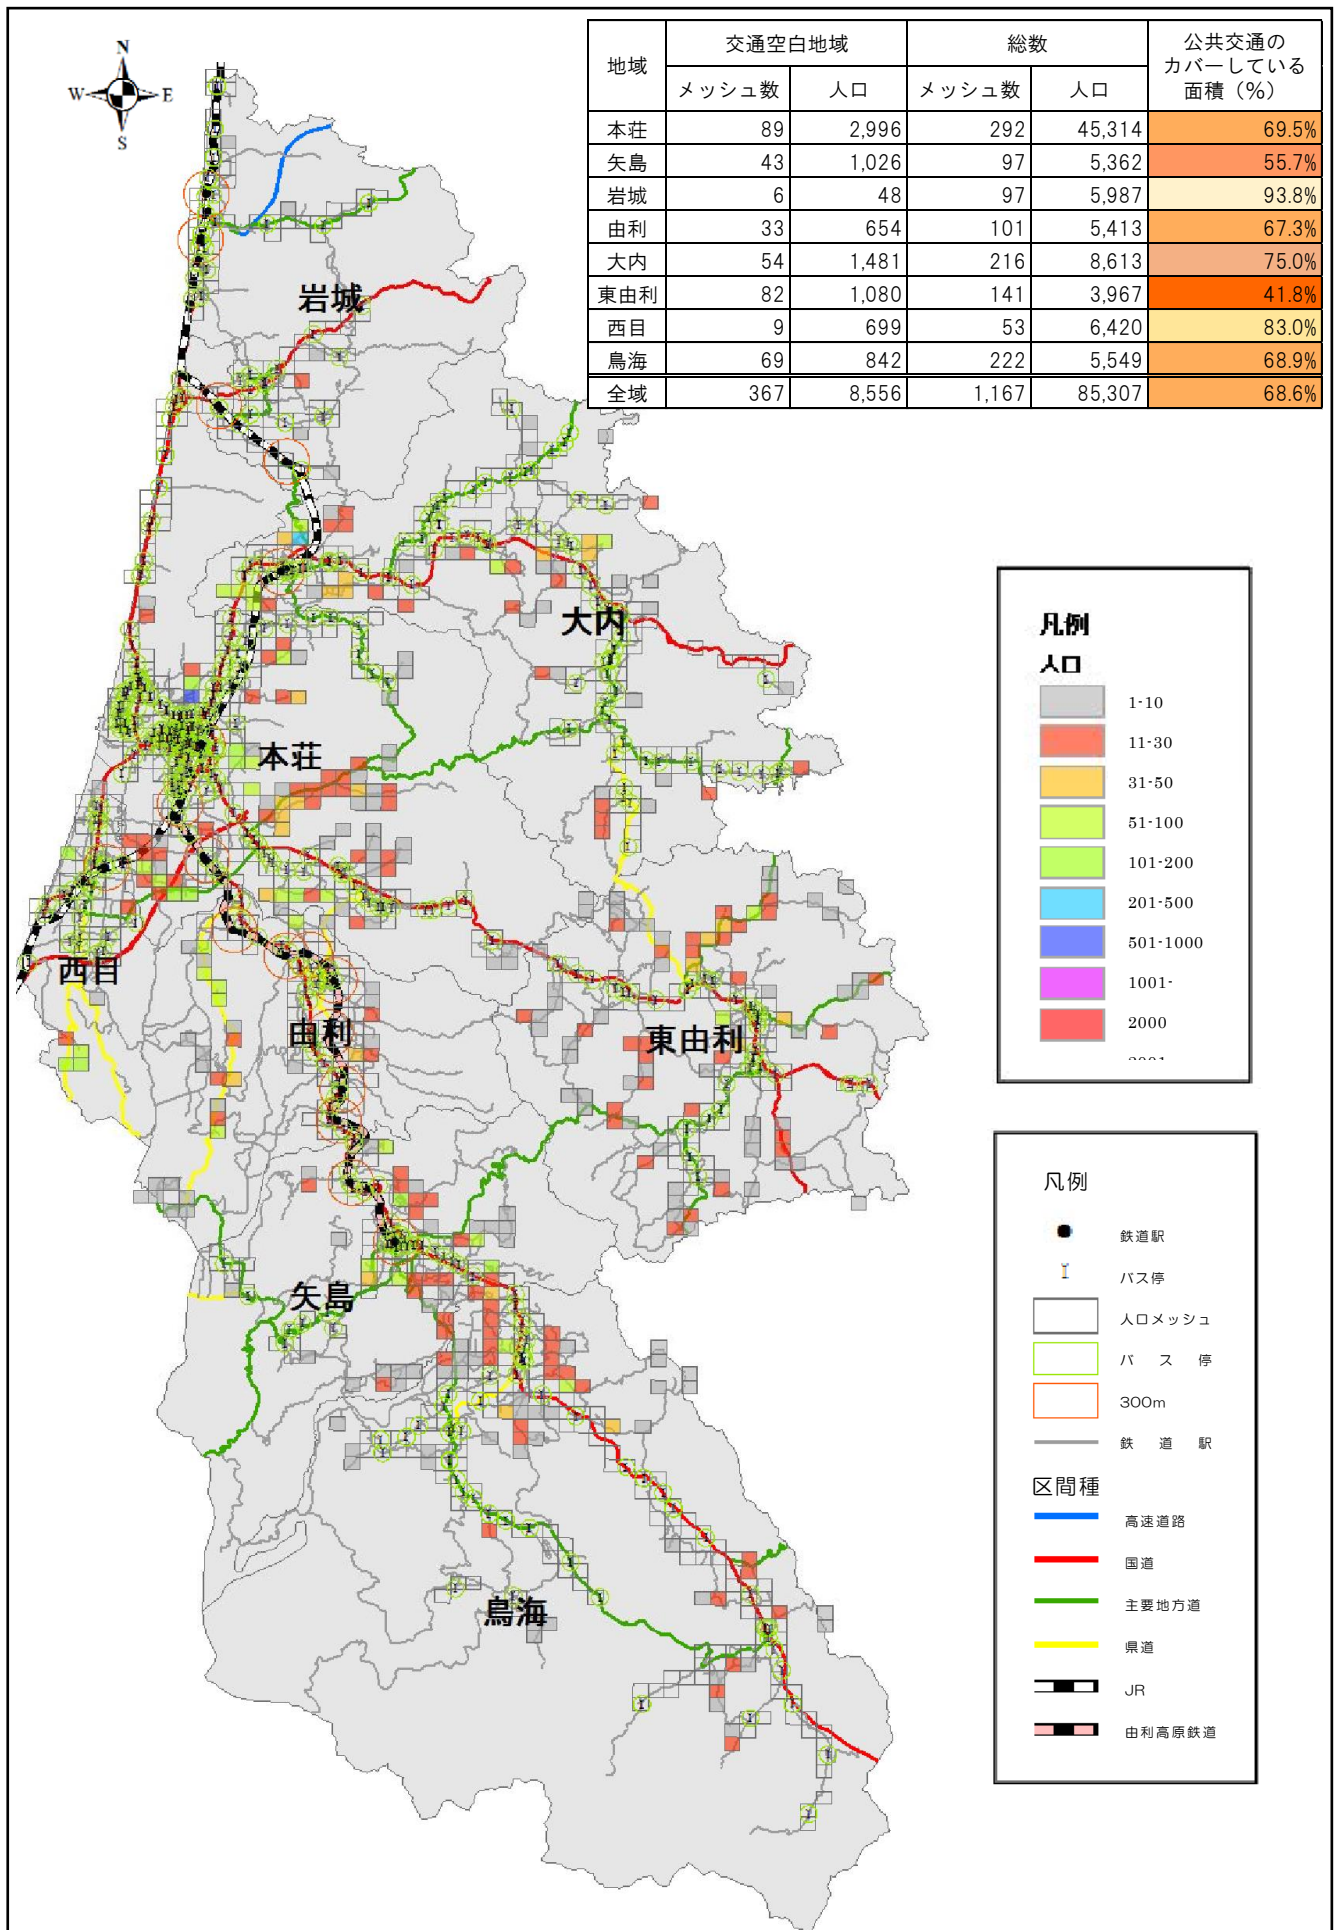 N
W E
S
地域 交通空白地域 総数 公共交通の
カバーしている
面積（%）
メッシュ数 人口 メッシュ数 人口
本荘 89 2,996 292 45,314 69.5%
矢島 43 1,026 97 5,362 55.7%
岩城 6 48 97 5,987 93.8%
由利 33 654 101 5,413 67.3%
大内 54 1,481 216 8,613 75.0%
東由利 82 1,080 141 3,967 41.8%
西目 9 699 53 6,420 83.0%
鳥海 69 842 222 5,549 68.9%
全域 367 8,556 1,167 85,307 68.6%
岩城
大内
本荘
西目
由利
東由利
矢島
鳥海
凡例
人口
1-10
11-30
31-50
51-100
101-200
201-500
501-1000
1001-
2000
凡例
鉄道駅
バス停
人口メッシュ
バス停
300m
鉄道駅
区間種
高速道路
国道
主要地方道
県道
JR
由利高原鉄道